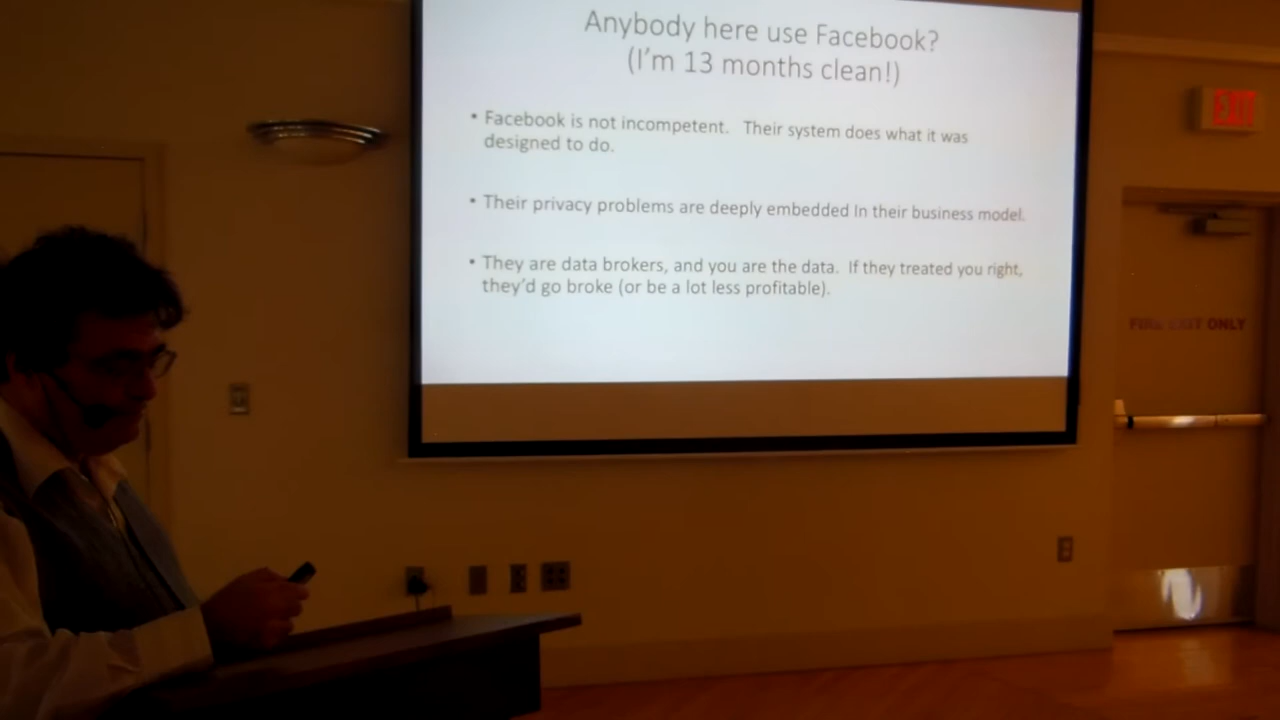 Anybody here use Facebook?
(I'm 13 months clean!)
• Facebook is not incompetent. Their system does what it was
designed to do.
• Their privacy problems are deeply embedded In their business model.
• They are data brokers, and you are the data. If they treated you right,
they'd go broke (or be a lot less profitable).
EXIT
FIRE EXIT ONLY